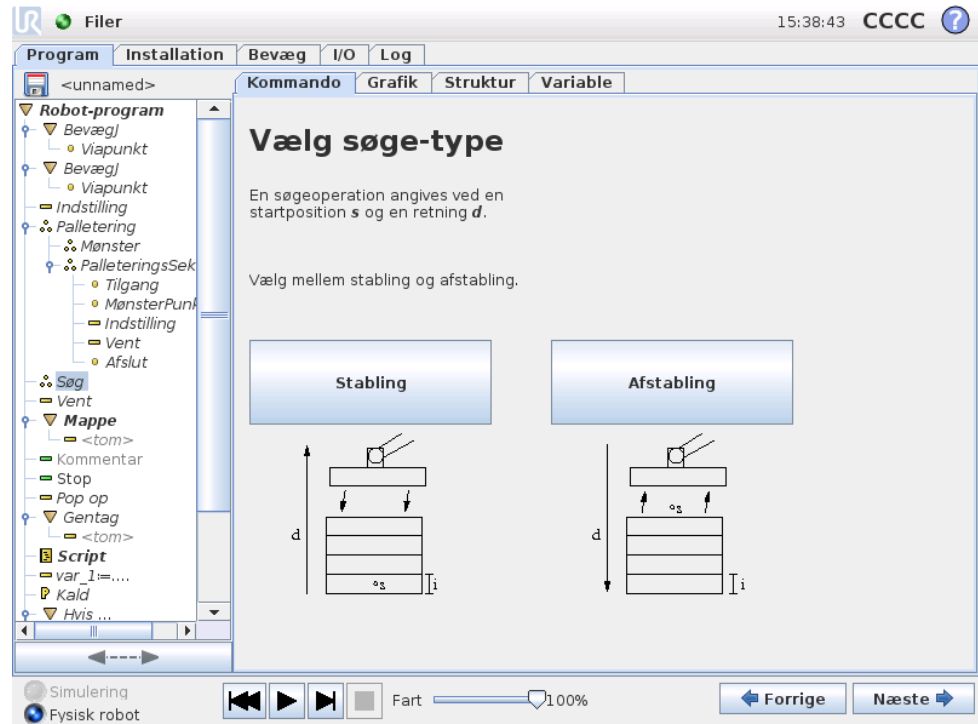 UR Filer 15:38:43 CCCC ?
Program Installation Bevæg I/O Log
<unnamed>
Kommando Grafik Struktur Variable
Robot-program
BevægJ
Viapunkt
BevægJ
Viapunkt
Indstilling
Palletering
Mønster
PalleteringsSek
Tilgang
MønsterPunk
Indstilling
Vent
Afslut
Søg
Vent
Mappe
<tom>
Kommentar
Stop
Pop op
Gentag
<tom>
Script
var_1:=....
P Kald
Hvis ...
Vælg søge-type
En søgeoperation angives ved en
startposition s og en retning d.
Vælg mellem stabling og afstabling.
Stabling
Afstabling
d
s
i
d
s
i
Simulering
Fysisk robot
Fart 100%
Forrige
Næste